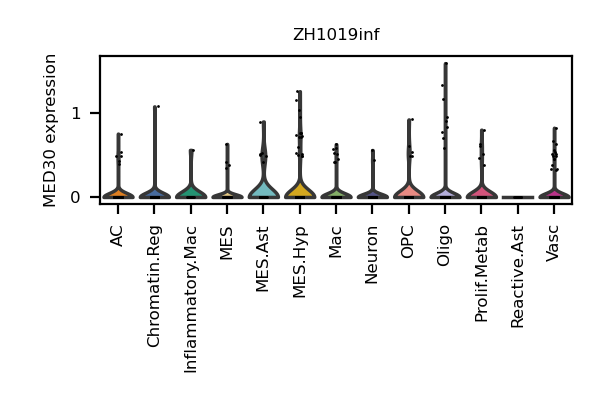 ZH1019inf
MED30 expression
1
0
AC
Chromatin.Reg
Inflammatory.Mac
MES
MES.Ast
MES.Hyp
Mac
Neuron
OPC
Oligo
Prolif.Metab
Reactive.Ast
Vasc